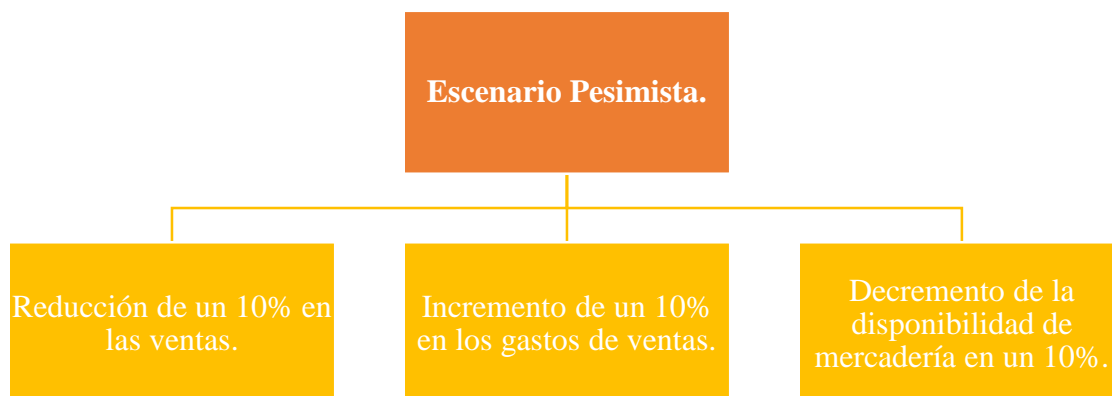 Escenario Pesimista.
Reducción de un 10% en
las ventas.
Incremento de un 10%
en los gastos de ventas.
Decremento de la
disponibilidad de
mercadería en un 10%.